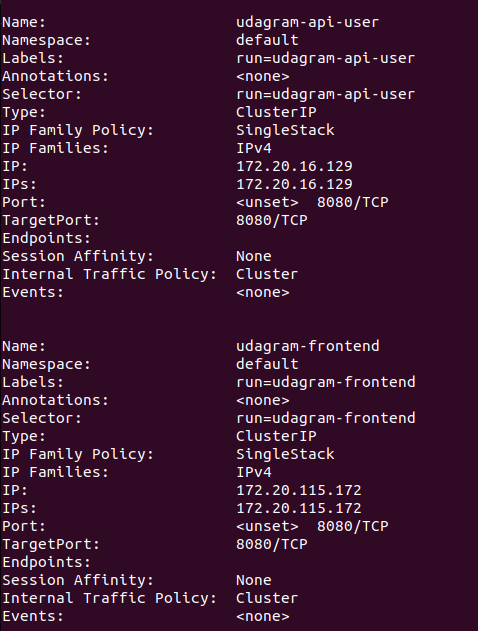 Name: udagram-api-user
Namespace: default
Labels: run=udagram-api-user
Annotations: <none>
Selector: run=udagram-api-user
Type: ClusterIP
IP Family Policy: SingleStack
IP Families: IPv4
IP: 172.20.16.129
IPs: 172.20.16.129
Port: <unset> 8080/TCP
TargetPort: 8080/TCP
Endpoints:
Session Affinity: None
Internal Traffic Policy: Cluster
Events: <none>
Name: udagram-frontend
Namespace: default
Labels: run=udagram-frontend
Annotations: <none>
Selector: run=udagram-frontend
Type: ClusterIP
IP Family Policy: SingleStack
IP Families: IPv4
IP: 172.20.115.172
IPs: 172.20.115.172
Port: <unset> 8080/TCP
TargetPort: 8080/TCP
Endpoints:
Session Affinity: None
Internal Traffic Policy: Cluster
Events: <none>